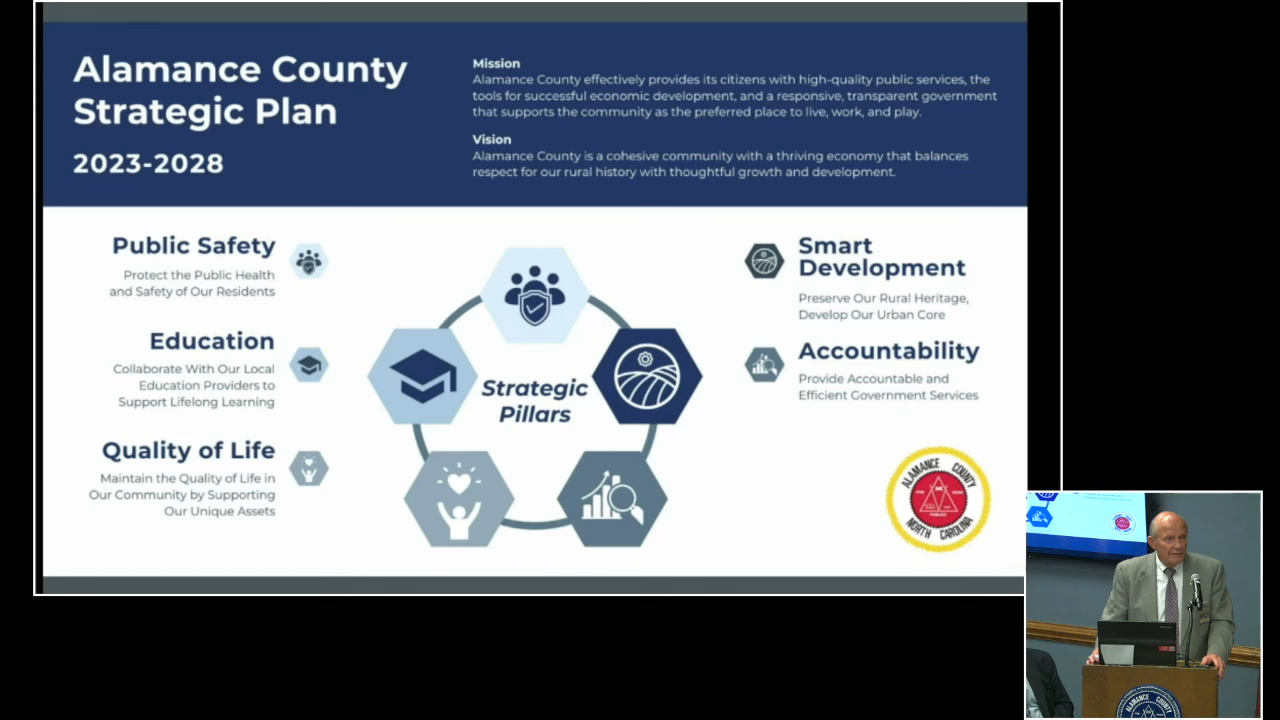 Alamance County
Strategic Plan
2023-2028
Mission
Alamance County effectively provides its citizens with high-quality public services, the
tools for successful economic development, and a responsive, transparent government
that supports the community as the preferred place to live, work, and play.
Vision
Alamance County is a cohesive community with a thriving economy that balances
respect for our rural history with thoughtful growth and development.
Public Safety
Protect the Public Health
and Safety of Our Residents
Education
Collaborate With Our Local
Education Providers to
Support Lifelong Learning
Quality of Life
Maintain the Quality of Life in
Our Community by Supporting
Our Unique Assets
Strategic
Pillars
Smart
Development
Preserve Our Rural Heritage,
Develop Our Urban Core
Accountability
Provide Accountable and
Efficient Government Services
ALAMANCE COUNTY
NORTH CAROLINA
ALAMANCE COUNTY